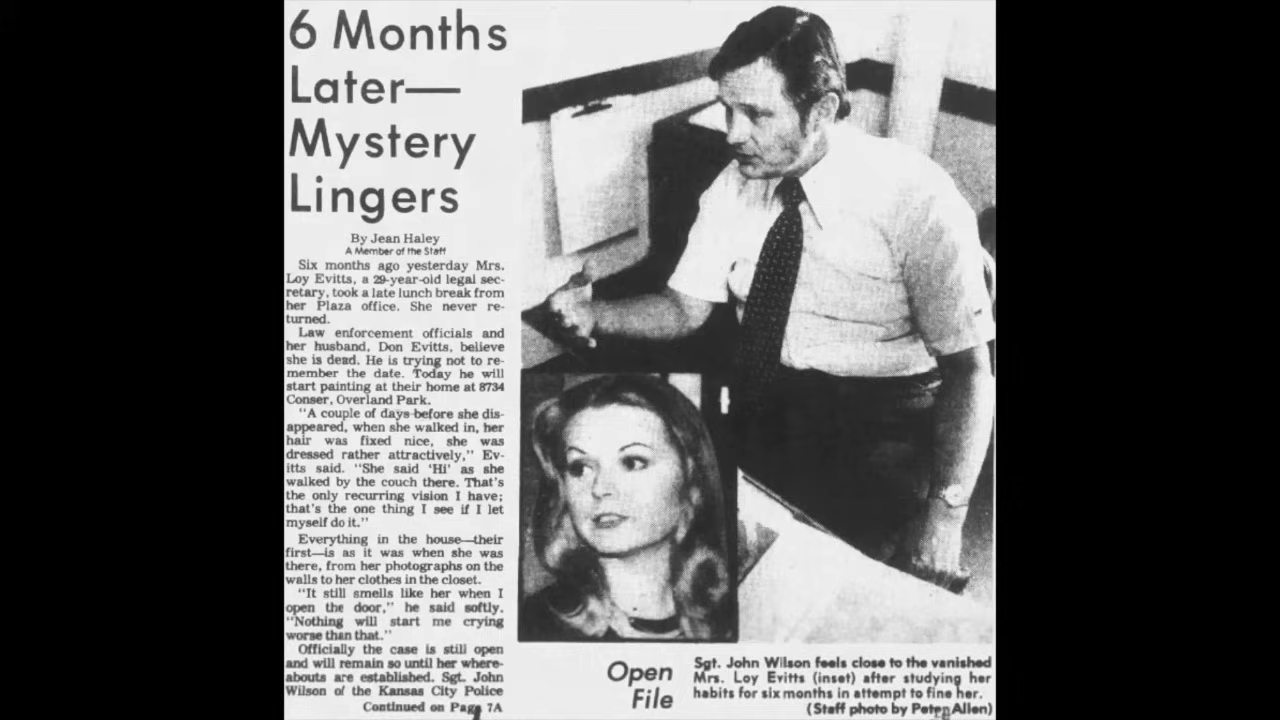 6 Months
Later—
Mystery
Lingers
By Jean Haley
A Member of the Staff
Six months ago yesterday Mrs.
Loy Evitts, a 29-year-old legal sec-
retary, took a late lunch break from
her Plaza office. She never re-
turned.
Law enforcement officials and
her husband, Don Evitts, believe
she is dead. He is trying not to re-
member the date. Today he will
start painting at their home at 8734
Conser, Overland Park.
"A couple of days before she dis-
appeared, when she walked in, her
hair was fixed nice, she was
dressed rather attractively," Ev-
itts said. "She said 'Hi' as she
walked by the couch there. That's
the only recurring vision I have;
that's the one thing I see if I let
myself do it."
Everything in the house—their
first—is as it was when she was
there, from her photographs on the
walls to her clothes in the closet.
"It still smells like her when I
open the door," he said softly.
"Nothing will start me crying
worse than that."
Officially the case is still open
and will remain so until her where-
abouts are established. Sgt. John
Wilson of the Kansas City Police
Continued on Page 7A
Open
File
Sgt. John Wilson feels close to the vanished
Mrs. Loy Evitts (inset) after studying her
habits for six months in attempt to fine her.
(Staff photo by Peter Allen)